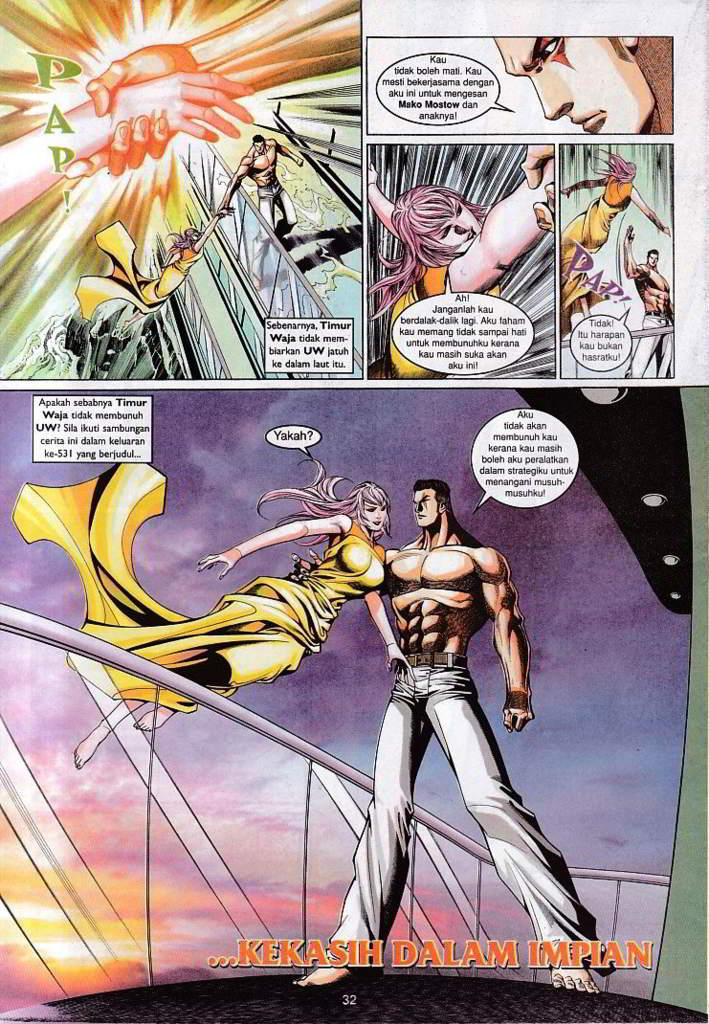 PAP!
Sebenarnya, Timur
Waja tidak mem-
biarkan UW jatuh
ke dalam laut itu.
Kau
tidak boleh mati. Kau
mesti bekerjasama dengan
aku ini untuk mengesan
Mako Mostow dan
anaknya!
Ah!
Janganlah kau
berdalak-dalik lagi. Aku faham
kau memang tidak sampai hati
untuk membunuh kau kerana
kau masih suka akan
aku ini!
PAP!
Tidak!
Itu harapan
kau bukan
hasratku!
Apakah sebabnya Timur
Waja tidak membunuh
UW? Sila ikuti sambungan
cerita ini dalam keluaran
ke-531 yang berjudul...
Yakah?
Aku
tidak akan
membunuh kau
kerana kau masih
boleh aku peralatkan
dalam strategiku untuk
menangani musuh-
musuhku!
...KEKASIH DALAM IMPIAN
32